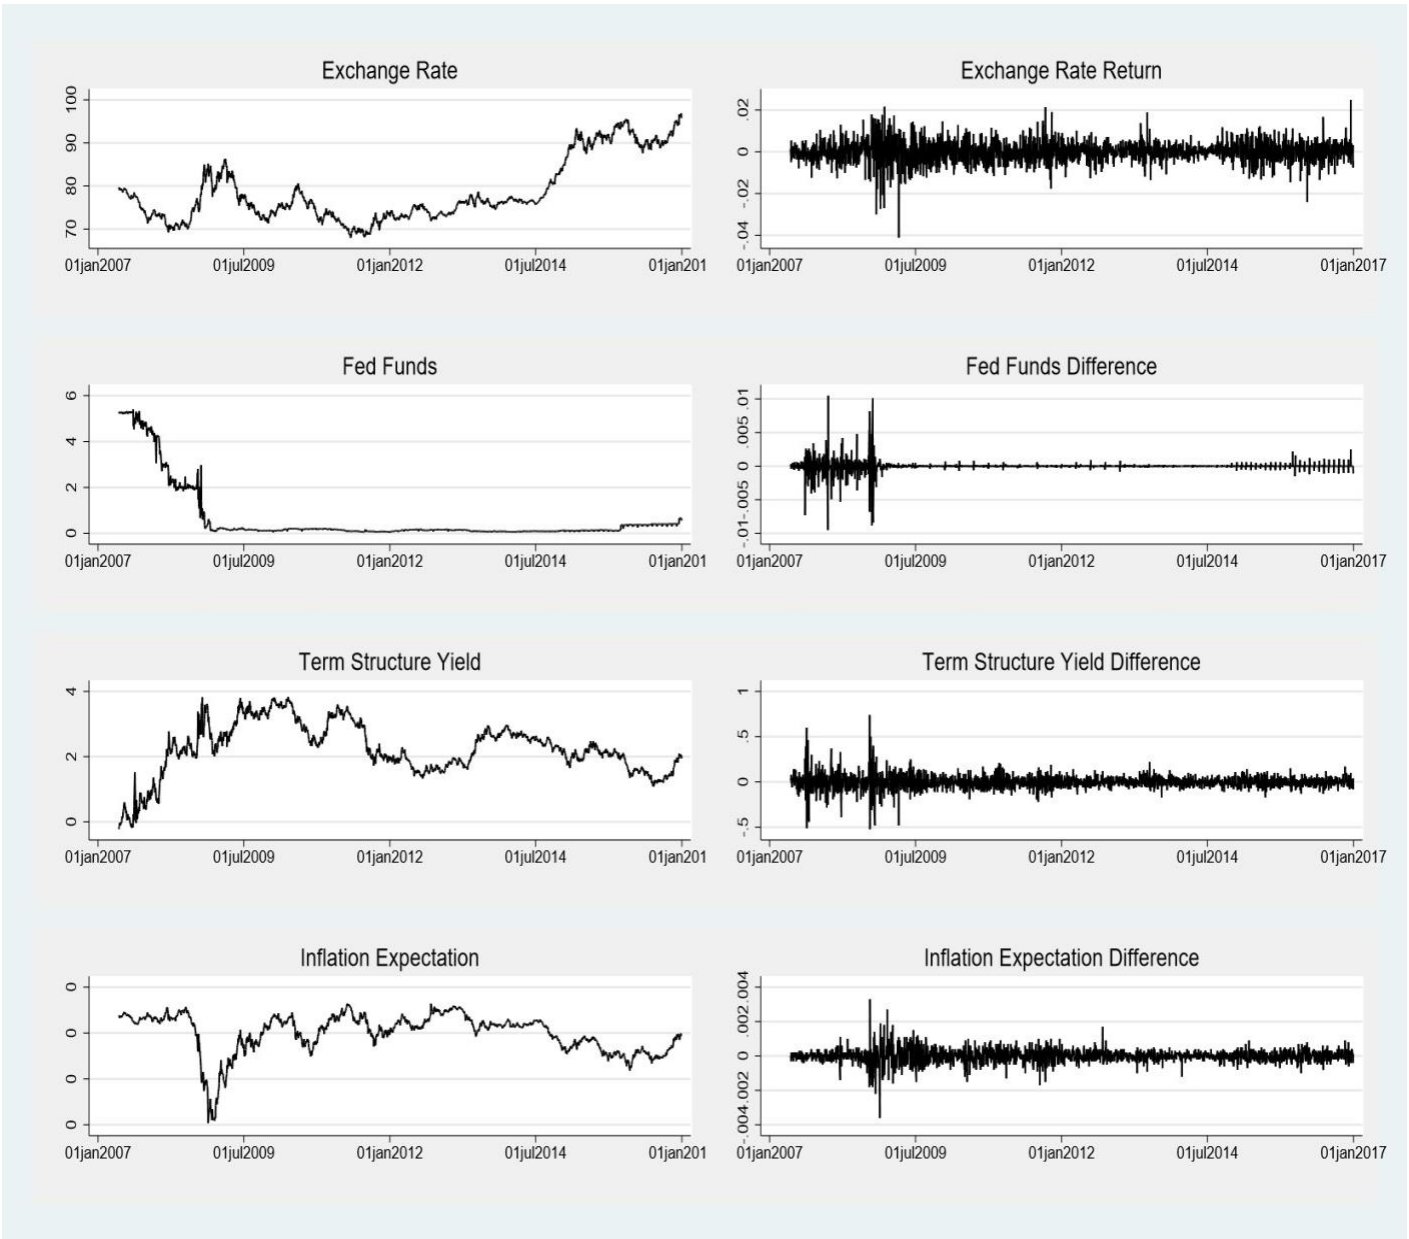 Exchange Rate
100
90
80
70
01jan2007 01jul2009 01jan2012 01jul2014 01jan201
Exchange Rate Return
.02
0
-.02
-.04
01jan2007 01jul2009 01jan2012 01jul2014 01jan2017
Fed Funds
6
4
2
0
01jan2007 01jul2009 01jan2012 01jul2014 01jan201
Fed Funds Difference
.01
.005
0
-.005
-.01
01jan2007 01jul2009 01jan2012 01jul2014 01jan2017
Term Structure Yield
4
2
0
01jan2007 01jul2009 01jan2012 01jul2014 01jan201
Term Structure Yield Difference
1
.5
0
-.5
01jan2007 01jul2009 01jan2012 01jul2014 01jan2017
Inflation Expectation
0
0
0
0
01jan2007 01jul2009 01jan2012 01jul2014 01jan201
Inflation Expectation Difference
.004
.002
0
-.002
-.004
01jan2007 01jul2009 01jan2012 01jul2014 01jan2017